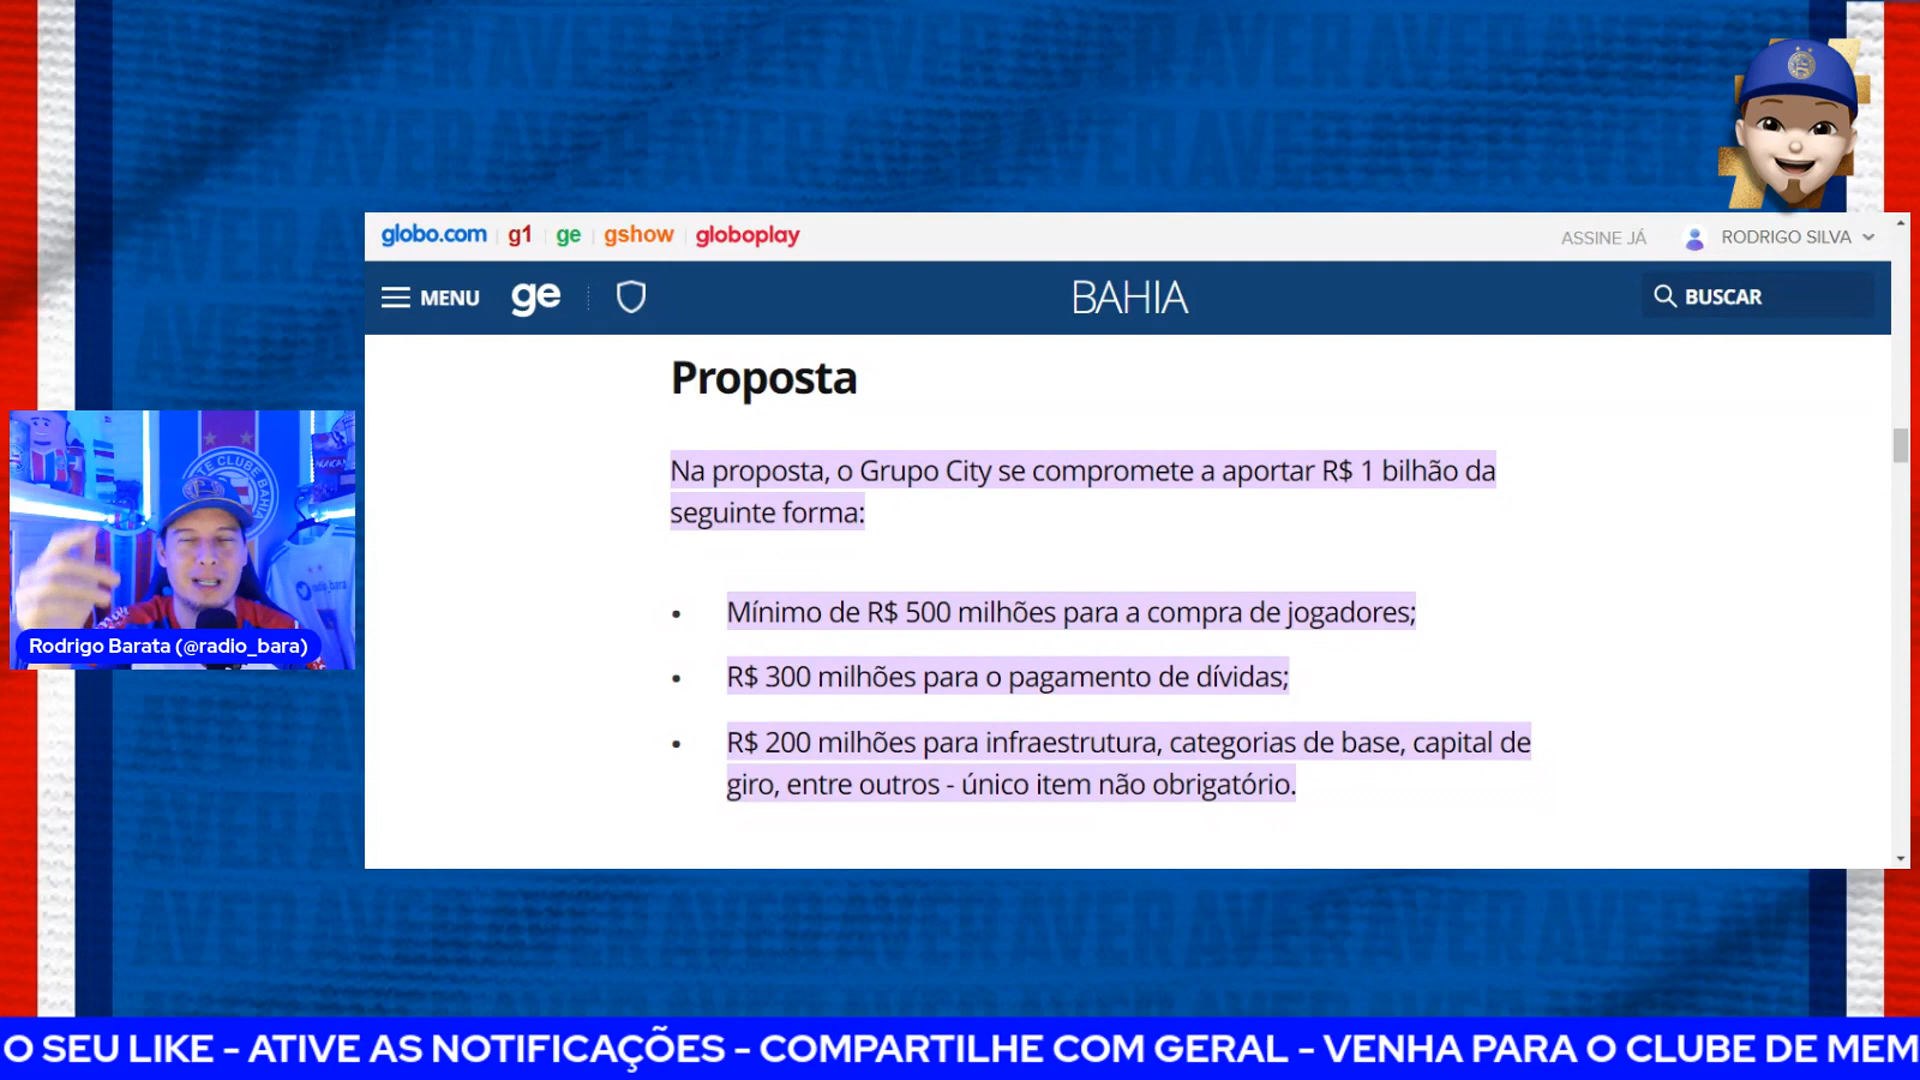 globo.com g1 ge gshow globoplay ASSINE JÁ RODRIGO SILVA
MENU ge BAHIA BUSCAR
Proposta
Na proposta, o Grupo City se compromete a aportar R$ 1 bilhão da
seguinte forma:
• Mínimo de R$ 500 milhões para a compra de jogadores;
• R$ 300 milhões para o pagamento de dívidas;
• R$ 200 milhões para infraestrutura, categorias de base, capital de
giro, entre outros - único item não obrigatório.
Rodrigo Barata (@radio_bara)
O SEU LIKE - ATIVE AS NOTIFICAÇÕES - COMPARTILHE COM GERAL - VENHA PARA O CLUBE DE MEM